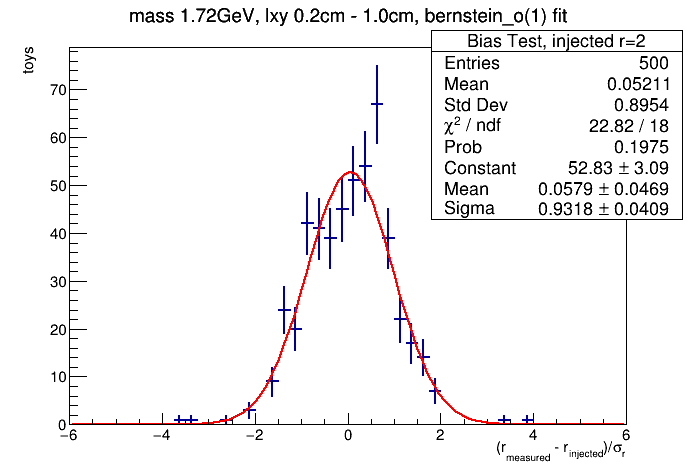 mass 1.72GeV, lxy 0.2cm - 1.0cm, bernstein_o(1) fit
Bias Test, injected r=2
Entries 500
Mean 0.05211
Std Dev 0.8954
χ² / ndf 22.82 / 18
Prob 0.1975
Constant 52.83 ± 3.09
Mean 0.0579 ± 0.0469
Sigma 0.9318 ± 0.0409
toys
70
60
50
40
30
20
10
0
−6 −4 −2 0 2 4 6
(r_measured - r_injected)/σ_r